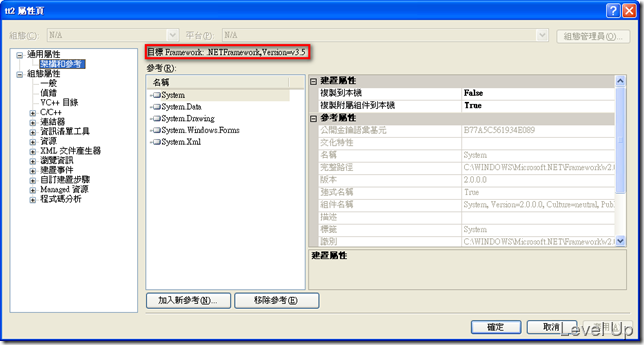 tt2 屬性頁
組態(C): N/A 平台(P): N/A 組態管理員(O)...
通用屬性
架構和參考
組態屬性
一般
偵錯
VC++ 目錄
C/C++
連結器
資訊清單工具
資源
XML 文件產生器
瀏覽資訊
建置事件
自訂建置步驟
Managed 資源
程式碼分析
目標 Framework: .NETFramework,Version=v3.5
參考(R):
名稱
System
System.Data
System.Drawing
System.Windows.Forms
System.Xml
加入新參考(N)...
移除參考(E)
建置屬性
複製到本機 False
複製附屬組件到本機 True
參考屬性
公開金鑰語彙基元 B77A5C561934E089
文化特性
名稱 System
完整路徑 C:\WINDOWS\Microsoft.NET\Framework\v2.0
版本 2.0.0.0
強式名稱 True
組件名稱 System, Version=2.0.0.0, Culture=neutral, Publ
描述
標籤 System
識別 C:\WINDOWS\Microsoft.NET\Framework\v2.0
建置屬性
確定 取消
Level Up